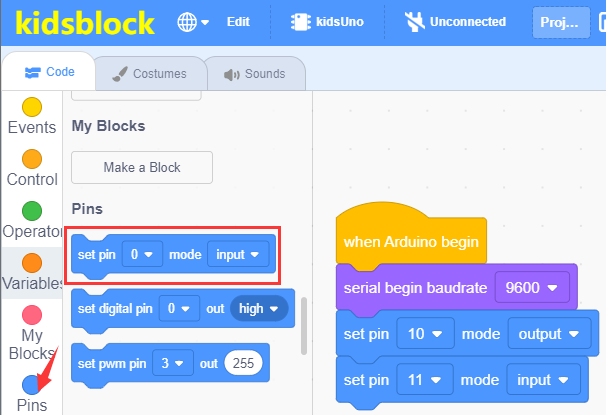 kidsblock
Edit
kidsUno
Unconnected
Proj...
Code
Costumes
Sounds
Events
Control
Operator
Variables
My
Blocks
Pins
My Blocks
Make a Block
Pins
set pin 0 mode input
set digital pin 0 out high
set pwm pin 3 out 255
when Arduino begin
serial begin baudrate 9600
set pin 10 mode output
set pin 11 mode input